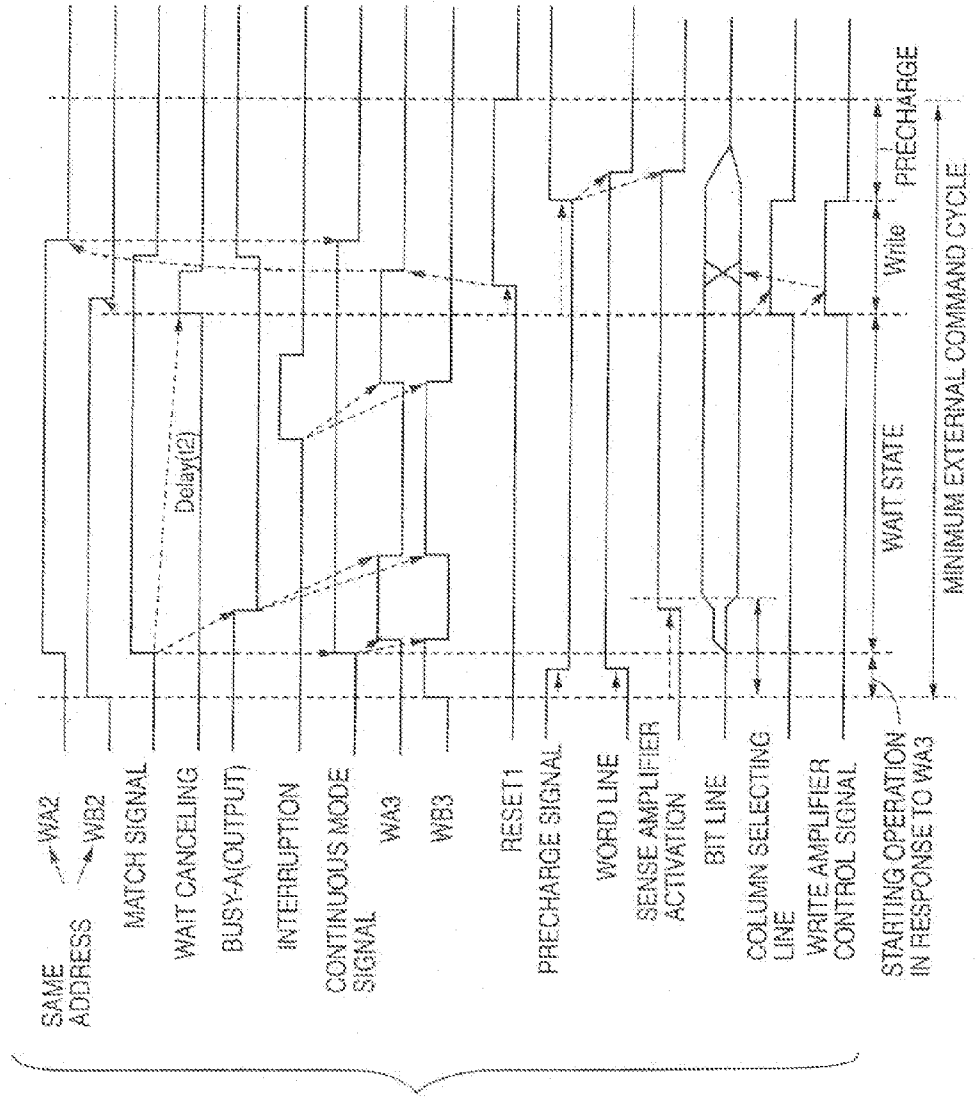 SAME
ADDRESS
WA2
WB2
MATCH SIGNAL
WAIT CANCELING
BUSY-A(OUTPUT)
INTERRUPTION
CONTINUOUS MODE
SIGNAL
WA3
WB3
RESET1
PRECHARGE SIGNAL
WORD LINE
SENSE AMPLIFIER
ACTIVATION
BIT LINE
COLUMN SELECTING
LINE
WRITE AMPLIFIER
CONTROL SIGNAL
STARTING OPERATION
IN RESPONSE TO WA3
Delay(t2)
WAIT STATE
Write
PRECHARGE
MINIMUM EXTERNAL COMMAND CYCLE